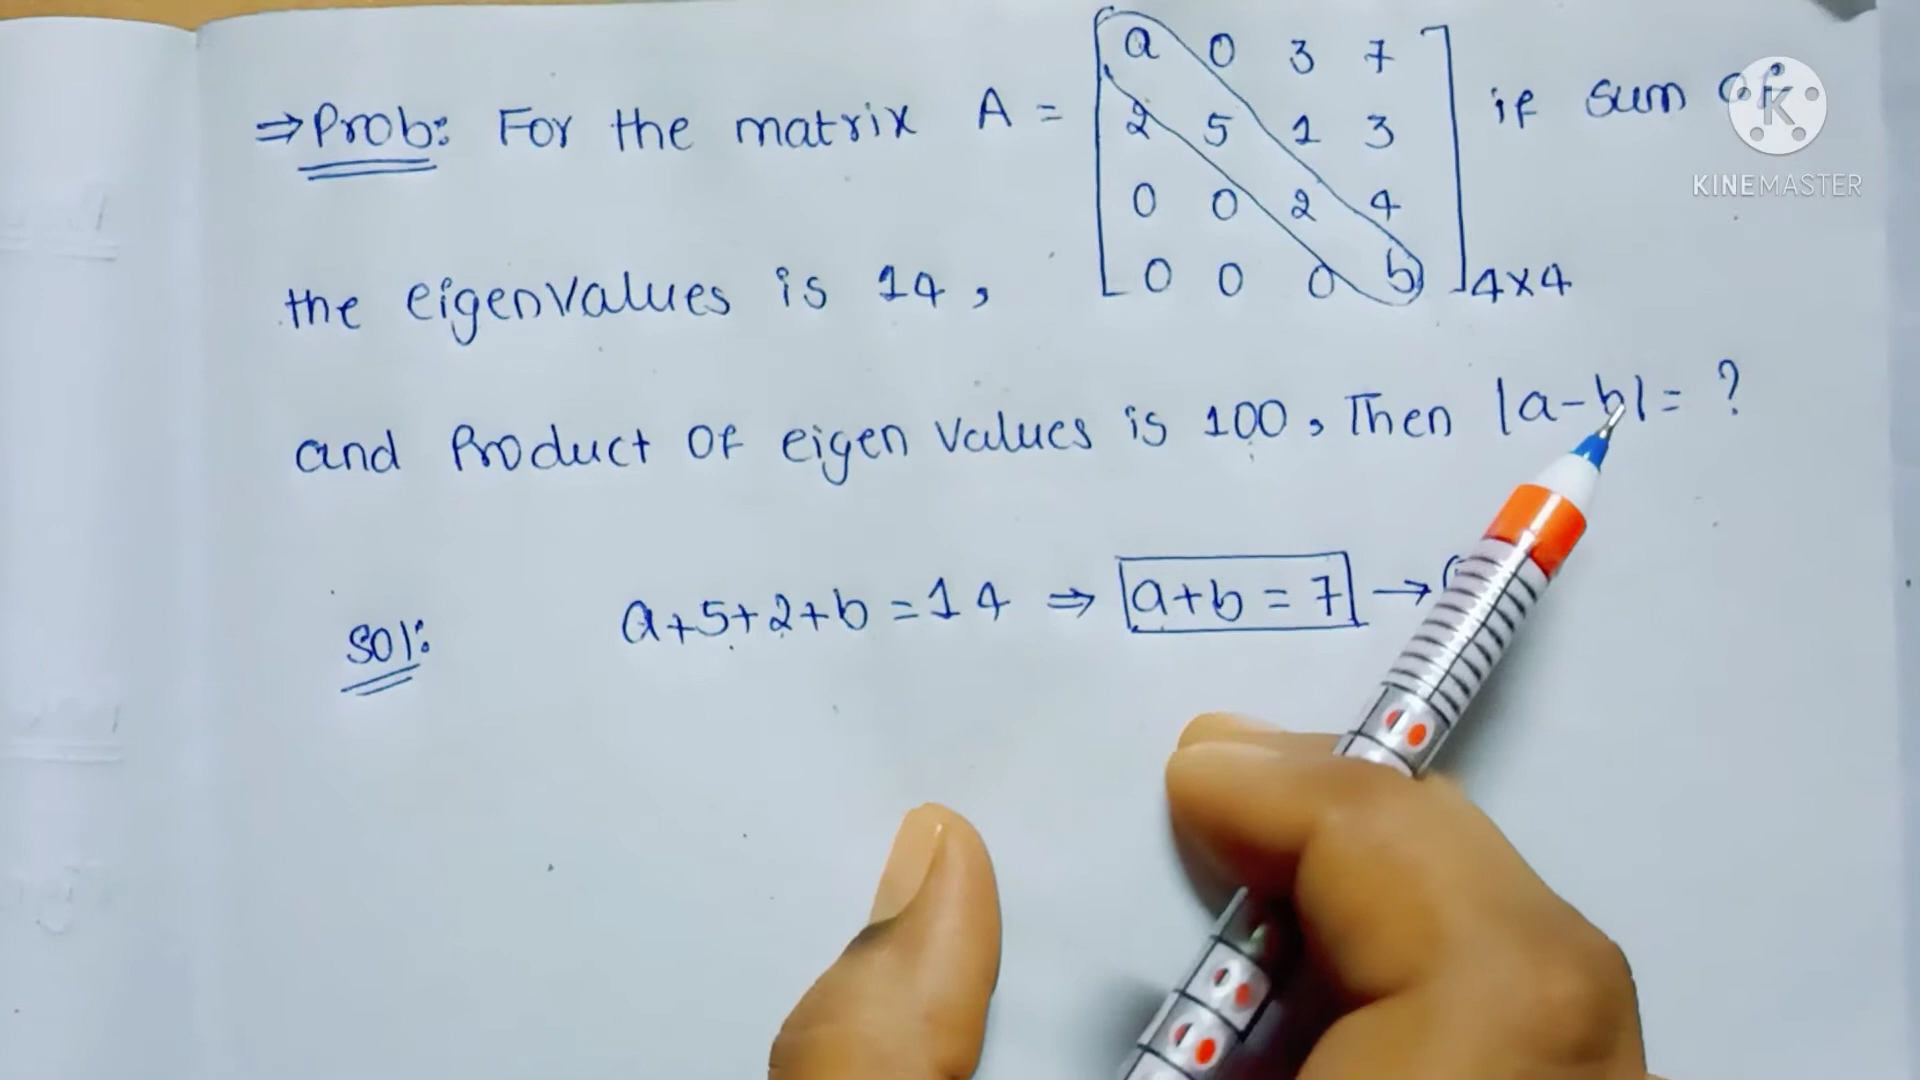 ⇒Prob: For the matrix A = [ a 0 3 7 if sum of
2 5 1 3
0 0 2 4
0 0 0 b ]4x4
the eigenvalues is 14,
and Product of eigen values is 100, Then |a-b| = ?
Sol: a+5+2+b = 14 ⇒ a+b = 7 →
KINEMASTER